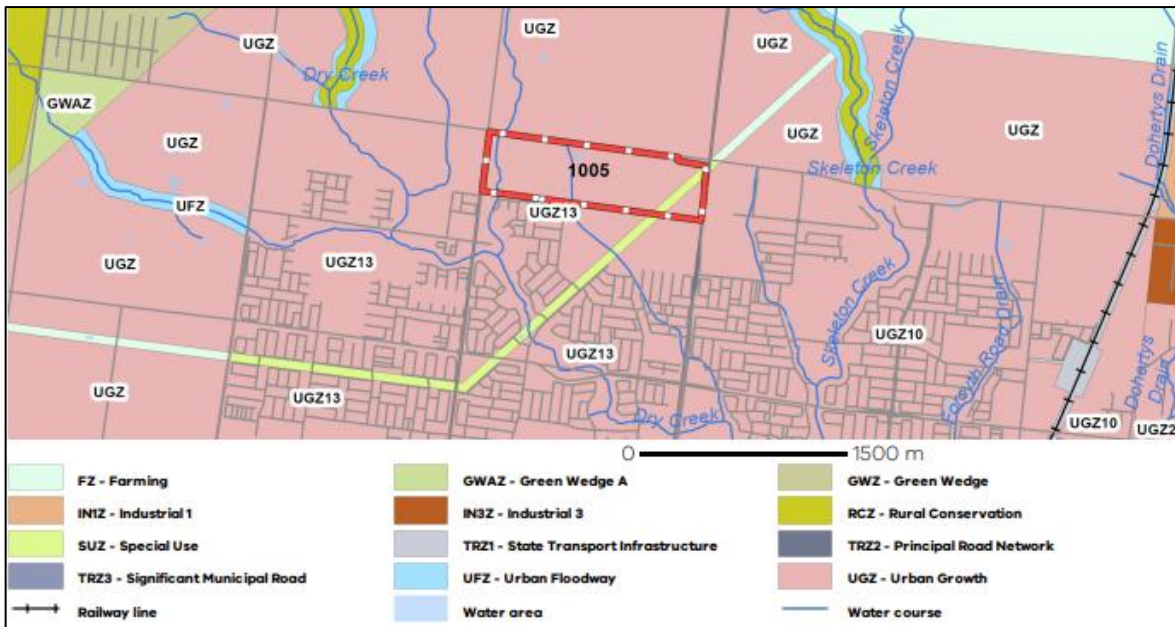 UGZ
UGZ
UGZ
Dry Creek
Skeleton Creek
Dohertys Drain
GWAZ
UGZ
UGZ
UGZ
1005
Skeleton Creek
UFZ
UGZ13
UGZ
UGZ13
Skeleton Creek
UGZ10
UGZ13
Forsyth Road Drain
UGZ
UGZ13
Dry Creek
Dohertys
Drain
UGZ10
UGZ2
0 1500 m
FZ - Farming
GWAZ - Green Wedge A
GWZ - Green Wedge
IN1Z - Industrial 1
IN3Z - Industrial 3
RCZ - Rural Conservation
SUZ - Special Use
TRZ1 - State Transport Infrastructure
TRZ2 - Principal Road Network
TRZ3 - Significant Municipal Road
UFZ - Urban Floodway
UGZ - Urban Growth
Railway line
Water area
Water course